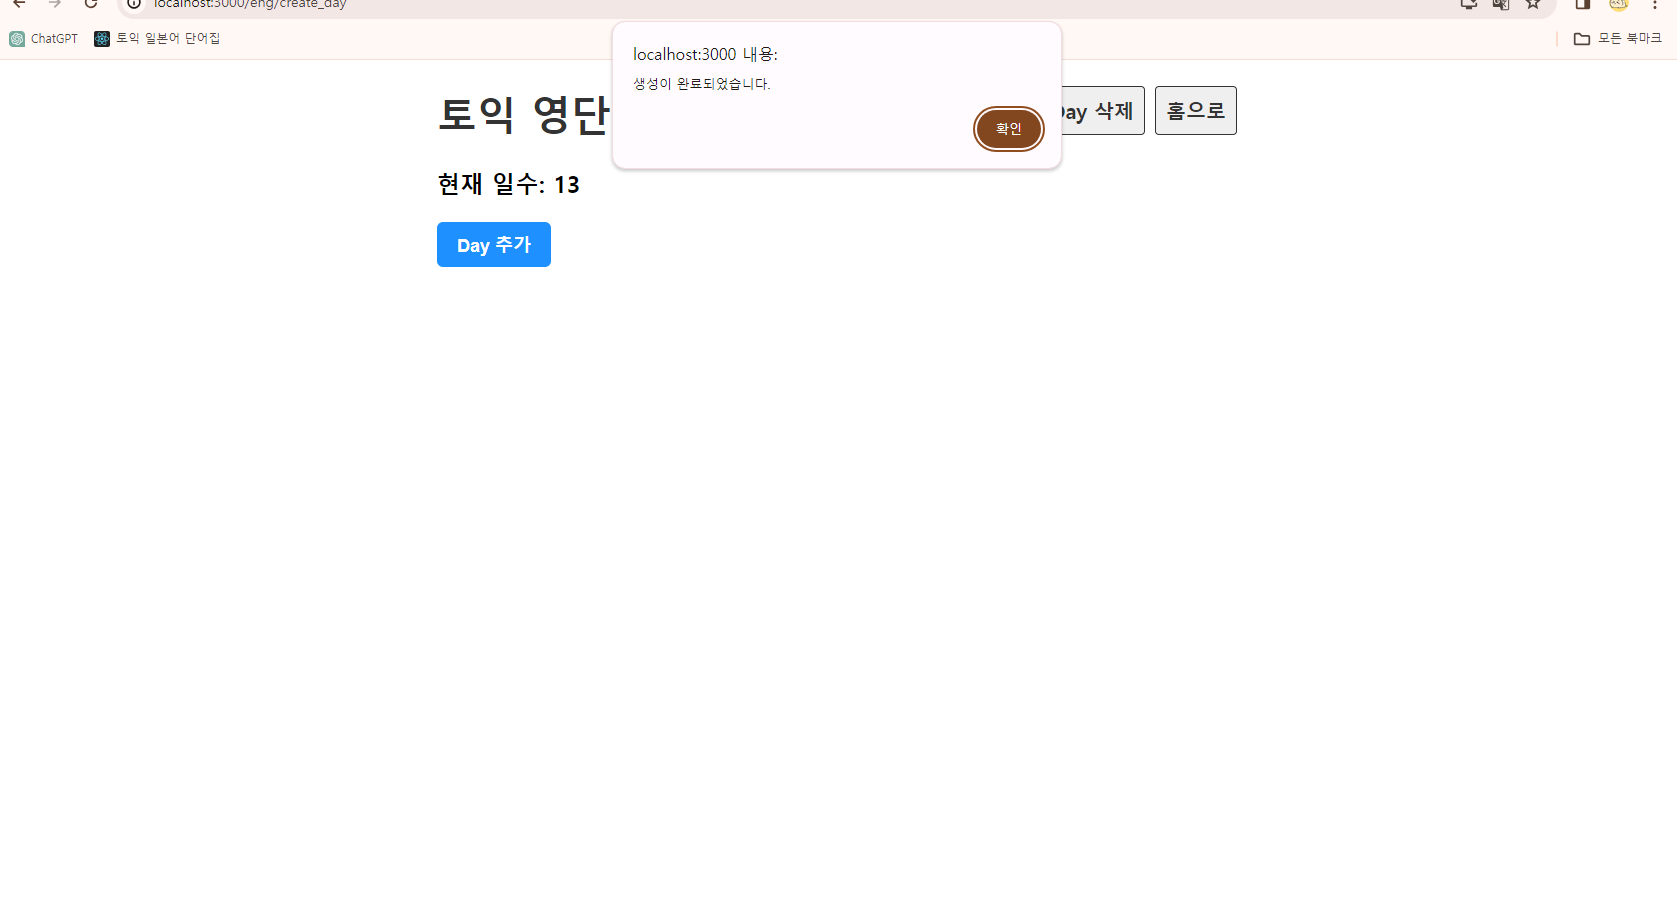 localhost:3000/eng/create_day
ChatGPT
토익 일본어 단어집
모든 북마크
localhost:3000 내용:
생성이 완료되었습니다.
확인
토익 영단
Day 삭제
홈으로
현재 일수: 13
Day 추가